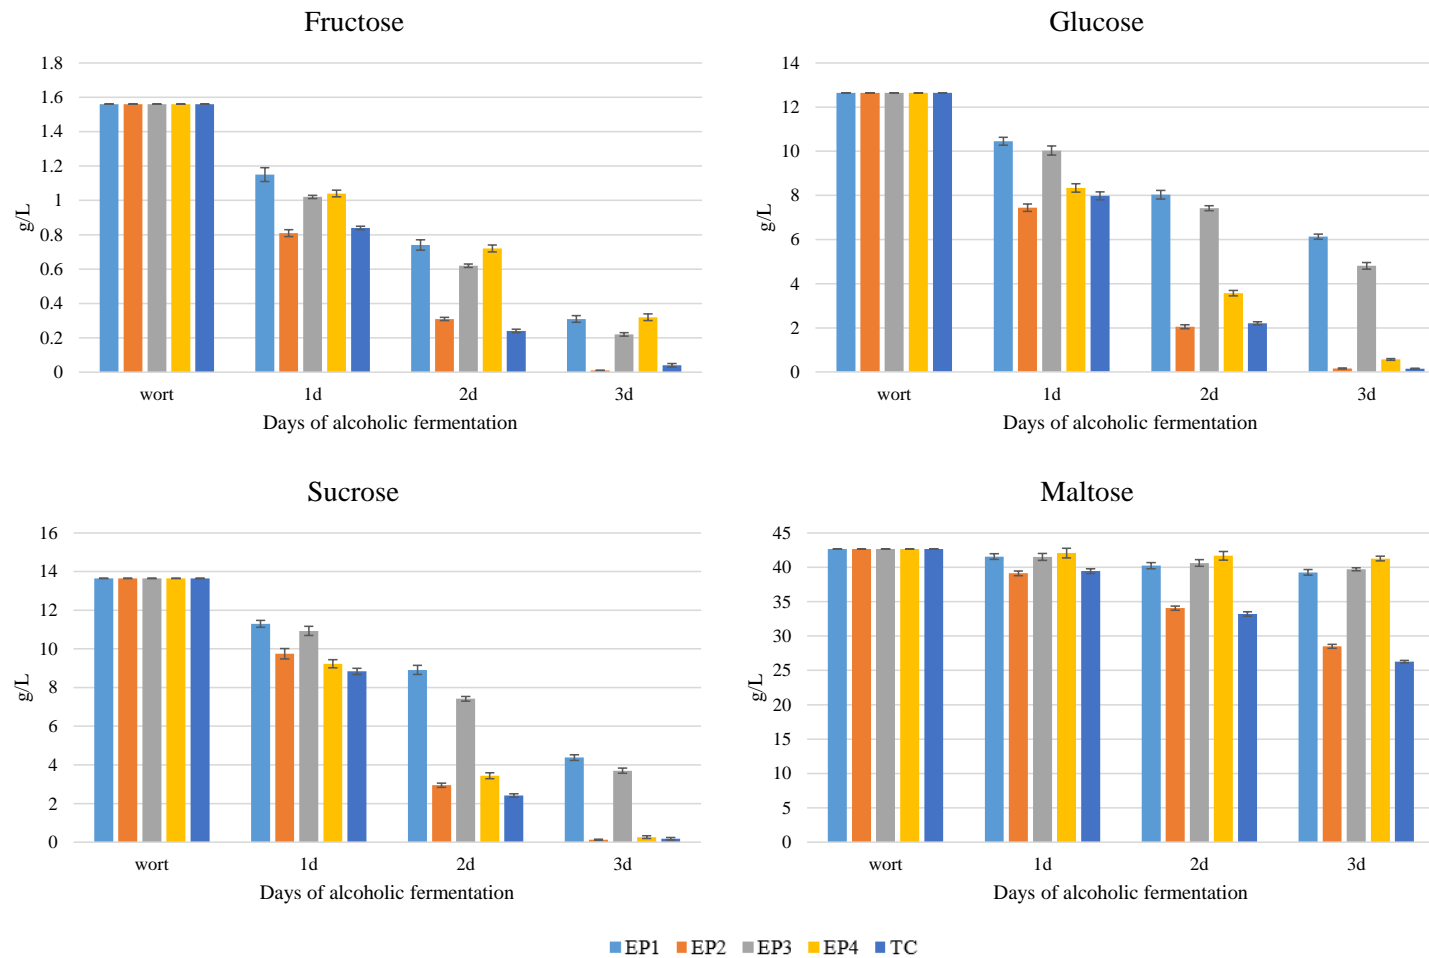 Fructose
1.8
1.6
1.4
1.2
1
0.8
0.6
0.4
0.2
0
g/L
wort 1d 2d 3d
Days of alcoholic fermentation
Glucose
14
12
10
8
6
4
2
0
g/L
wort 1d 2d 3d
Days of alcoholic fermentation
Sucrose
16
14
12
10
8
6
4
2
0
g/L
wort 1d 2d 3d
Days of alcoholic fermentation
Maltose
45
40
35
30
25
20
15
10
5
0
g/L
wort 1d 2d 3d
Days of alcoholic fermentation
EP1 EP2 EP3 EP4 TC